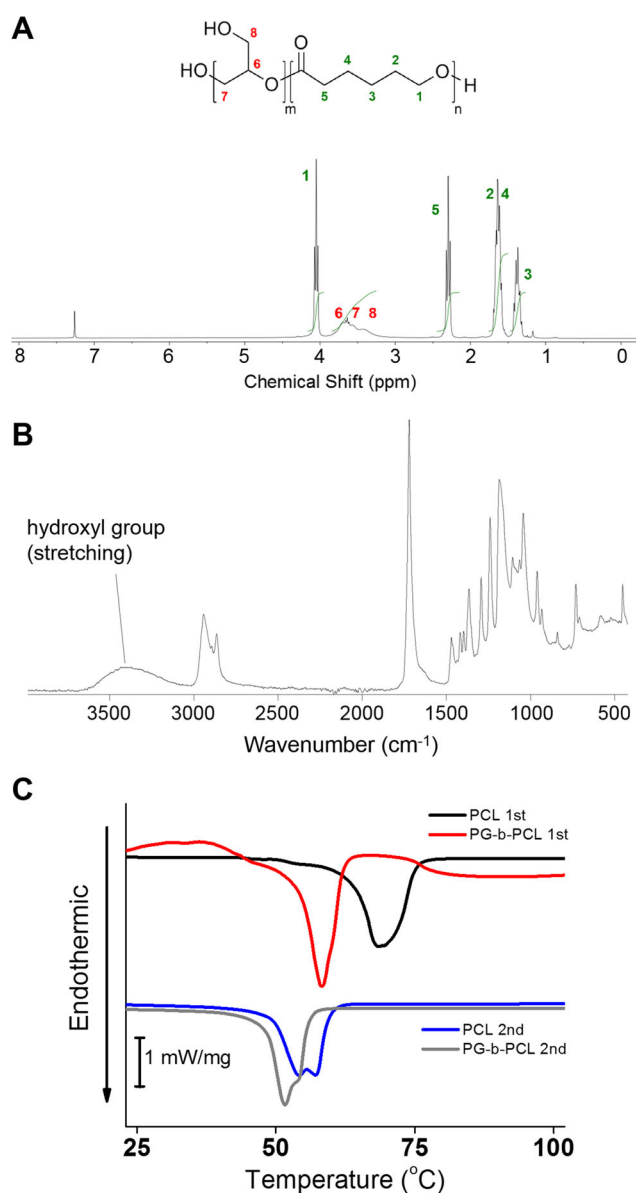 A
HO
8
HO
6
O
7
m
O
4
2
5
3
1
O
H
n
1
5
2 4
3
6 7 8
8 7 6 5 4 3 2 1 0
Chemical Shift (ppm)
B
hydroxyl group
(stretching)
3500 3000 2500 2000 1500 1000 500
Wavenumber (cm-1)
C
PCL 1st
PG-b-PCL 1st
Endothermic
PCL 2nd
PG-b-PCL 2nd
1 mW/mg
25 50 75 100
Temperature (°C)